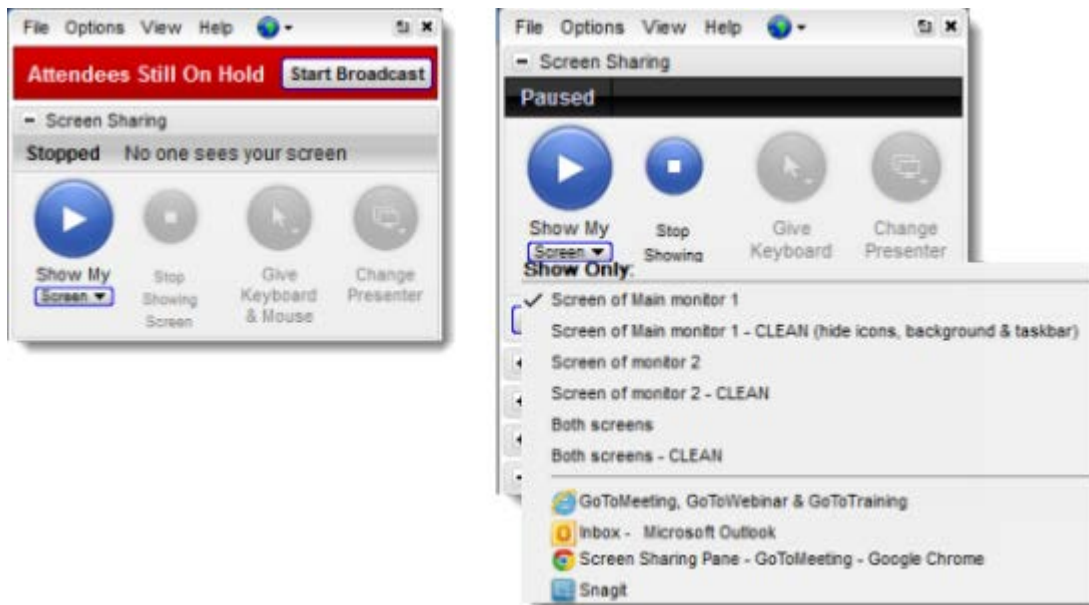 File Options View Help
Attendees Still On Hold Start Broadcast
- Screen Sharing
Stopped No one sees your screen
Show My
Screen ▼
Stop
Showing
Screen
Give
Keyboard
& Mouse
Change
Presenter
File Options View Help
- Screen Sharing
Paused
Show My
Screen ▼
Stop
Showing
Give
Keyboard
Change
Presenter
Show Only:
✓ Screen of Main monitor 1
Screen of Main monitor 1 - CLEAN (hide icons, background & taskbar)
Screen of monitor 2
Screen of monitor 2 - CLEAN
Both screens
Both screens - CLEAN
GoToMeeting, GoToWebinar & GoToTraining
Inbox - Microsoft Outlook
Screen Sharing Pane - GoToMeeting - Google Chrome
Snagit